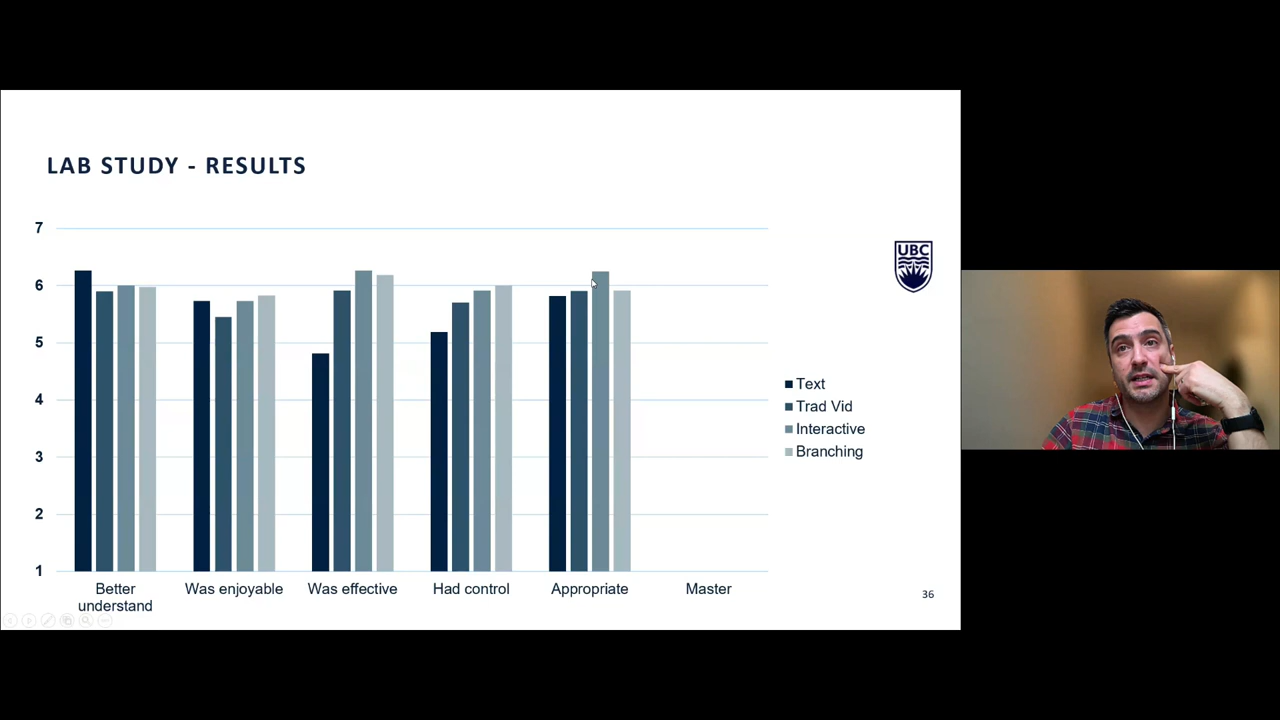 LAB STUDY - RESULTS
7
6
5
4
3
2
1
Better
understand
Was enjoyable
Was effective
Had control
Appropriate
Master
Text
Trad Vid
Interactive
Branching
UBC
36